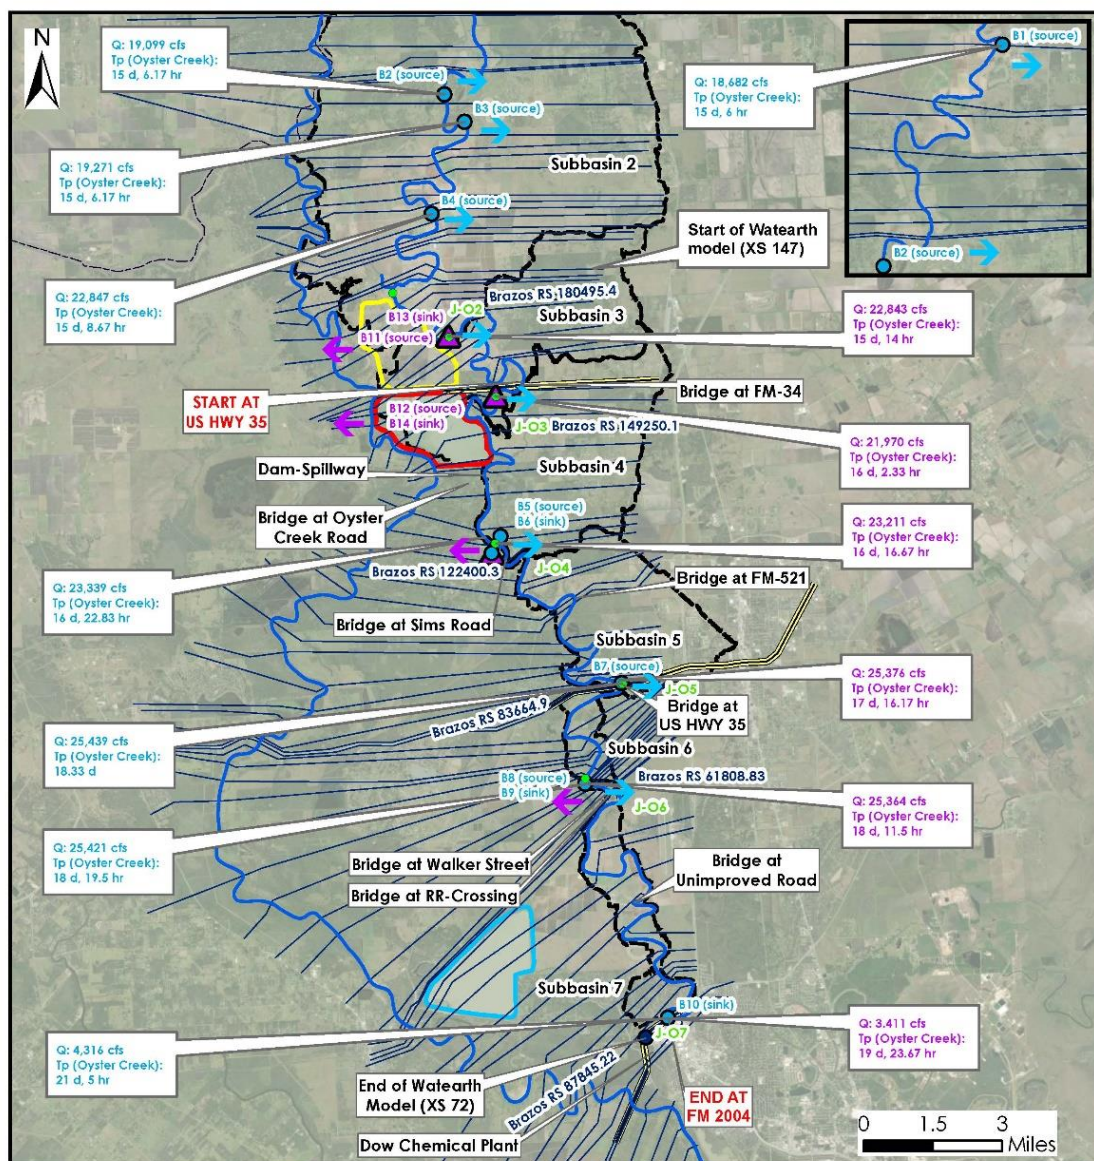 N
Q: 19,099 cfs
Tp (Oyster Creek):
15 d, 6.17 hr
B2 (source)
B3 (source)
Q: 18,682 cfs
Tp (Oyster Creek):
15 d, 6 hr
B1 (source)
B2 (source)
Q: 19,271 cfs
Tp (Oyster Creek):
15 d, 6.17 hr
Subbasin 2
B4 (source)
Start of Watearth
model (XS 147)
Q: 22,847 cfs
Tp (Oyster Creek):
15 d, 8.67 hr
Brazos RS 180495.4
B13 (sink)
J-O2
B11 (source)
Subbasin 3
Q: 22,843 cfs
Tp (Oyster Creek):
15 d, 14 hr
START AT
US HWY 35
Bridge at FM-34
B12 (source)
B14 (sink)
J-O3
Brazos RS 149250.1
Q: 21,970 cfs
Tp (Oyster Creek):
16 d, 2.33 hr
Dam-Spillway
Subbasin 4
Bridge at Oyster
Creek Road
B5 (source)
B6 (sink)
Q: 23,211 cfs
Tp (Oyster Creek):
16 d, 16.67 hr
Q: 23,339 cfs
Tp (Oyster Creek):
16 d, 22.83 hr
Brazos RS 122400.3
J-O4
Bridge at FM-521
Bridge at Sims Road
Subbasin 5
B7 (source)
J-O5
Q: 25,376 cfs
Tp (Oyster Creek):
17 d, 16.17 hr
Brazos RS 83664.9
Bridge at
US HWY 35
Q: 25,439 cfs
Tp (Oyster Creek):
18.33 d
Subbasin 6
B8 (source)
B9 (sink)
Brazos RS 61808.83
J-O6
Q: 25,364 cfs
Tp (Oyster Creek):
18 d, 11.5 hr
Q: 25,421 cfs
Tp (Oyster Creek):
18 d, 19.5 hr
Bridge at Walker Street
Bridge at RR-Crossing
Bridge at
Unimproved Road
Subbasin 7
B10 (sink)
J-O7
Q: 3,411 cfs
Tp (Oyster Creek):
19 d, 23.67 hr
Q: 4,316 cfs
Tp (Oyster Creek):
21 d, 5 hr
End of Watearth
Model (XS 72)
Brazos RS 87845.22
END AT
FM 2004
Dow Chemical Plant
0 1.5 3
Miles